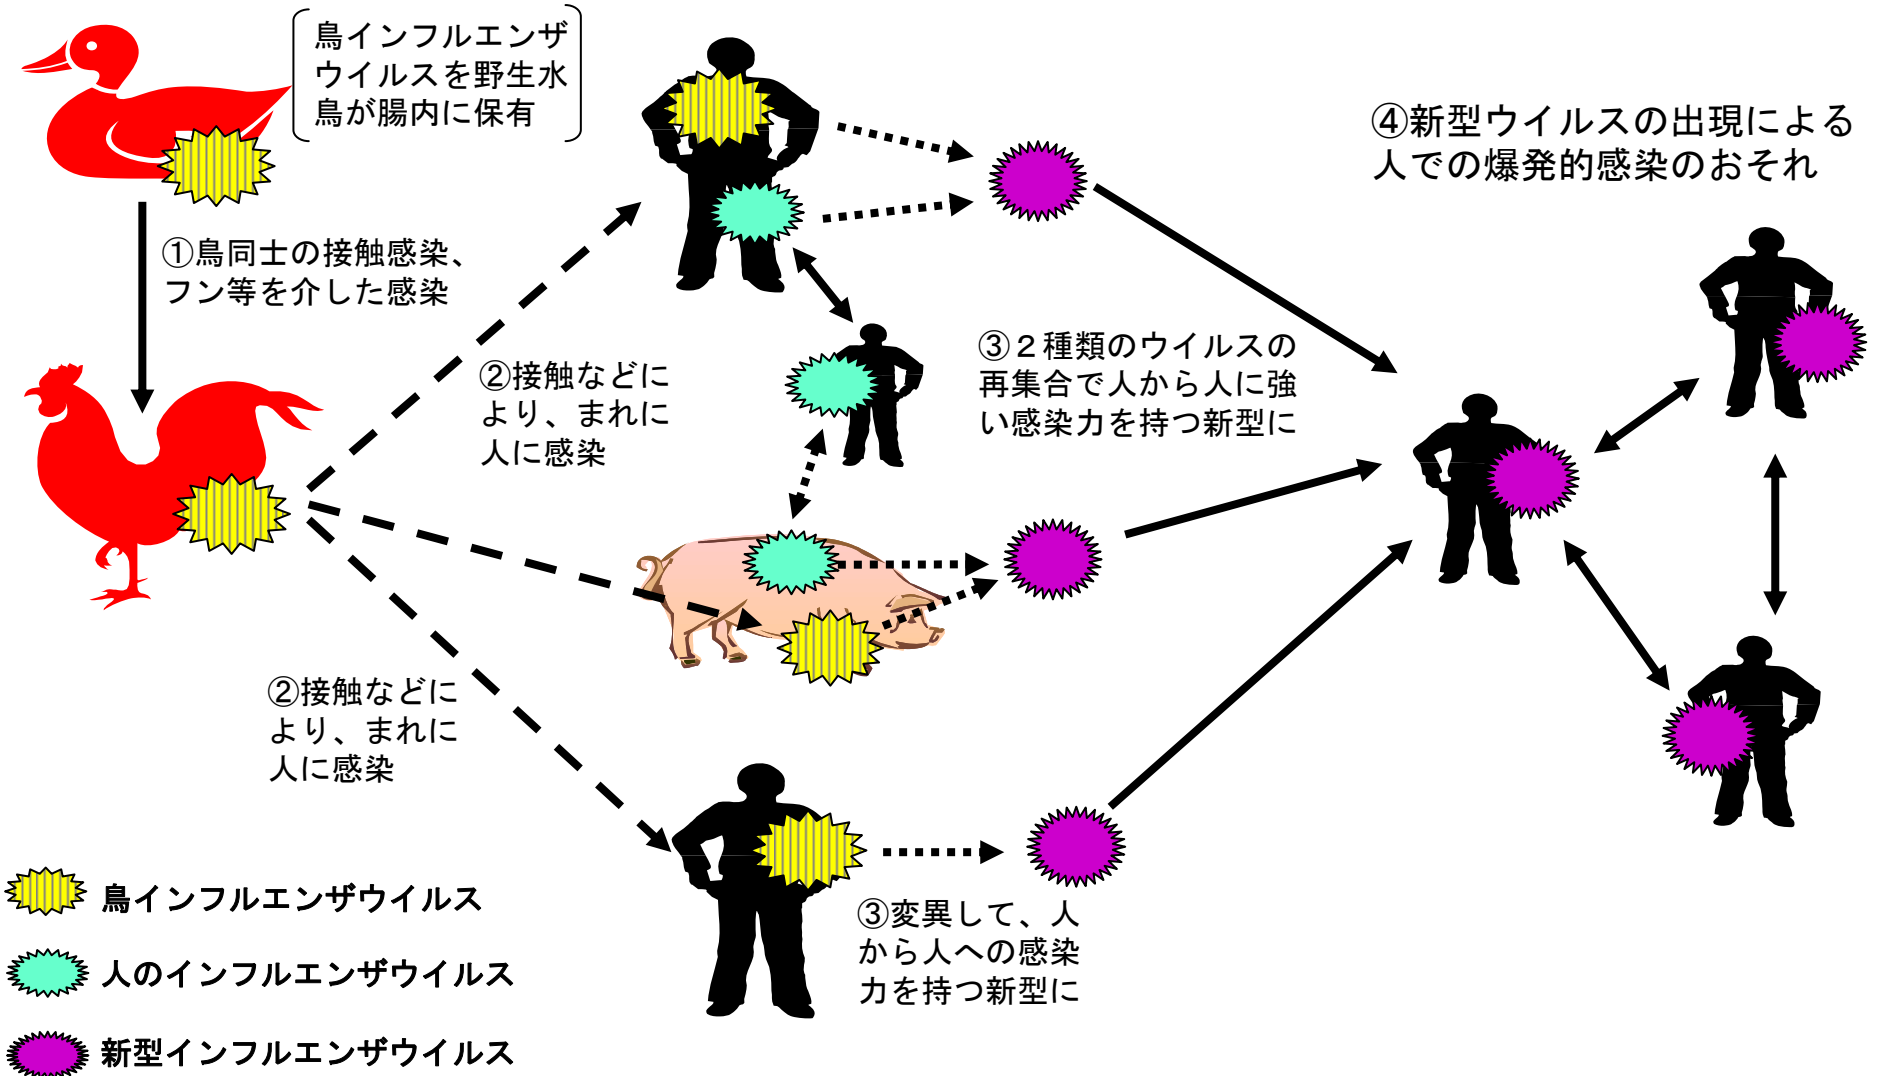 鳥インフルエンザ
ウイルスを野生水
鳥が腸内に保有
④新型ウイルスの出現による
人での爆発的感染のおそれ
①鳥同士の接触感染、
フン等を介した感染
②接触などに
より、まれに
人に感染
③２種類のウイルスの
再集合で人から人に強
い感染力を持つ新型に
②接触などに
より、まれに
人に感染
③変異して、人
から人への感染
力を持つ新型に
鳥インフルエンザウイルス
人のインフルエンザウイルス
新型インフルエンザウイルス